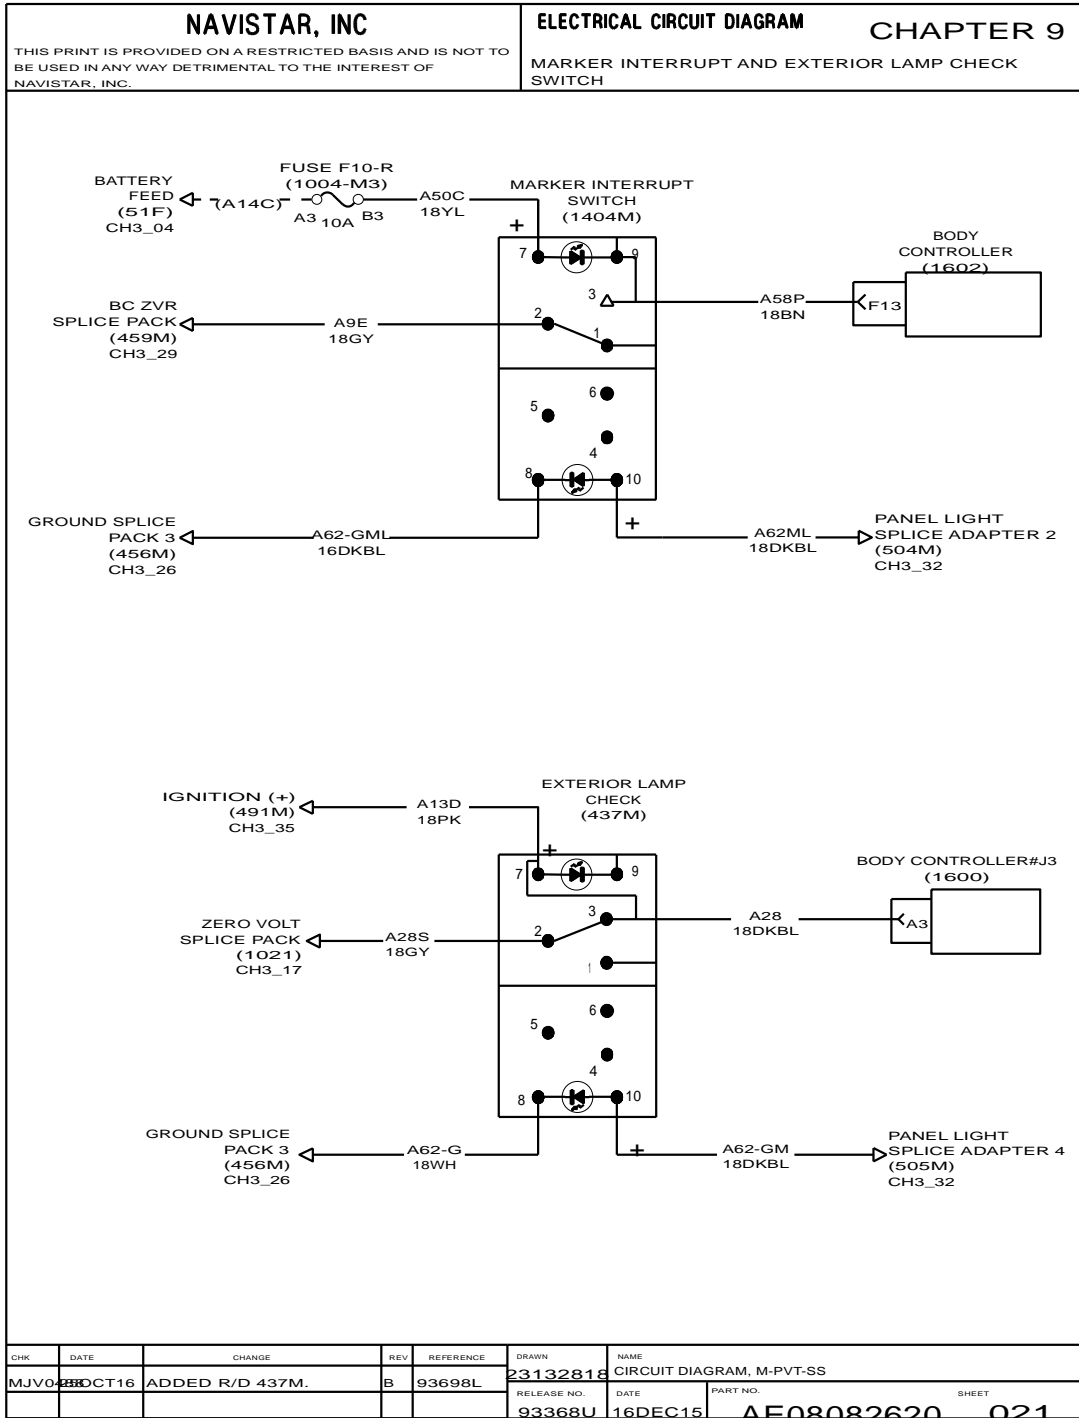 NAVISTAR, INC
THIS PRINT IS PROVIDED ON A RESTRICTED BASIS AND IS NOT TO
BE USED IN ANY WAY DETRIMENTAL TO THE INTEREST OF
NAVISTAR, INC.
ELECTRICAL CIRCUIT DIAGRAM
CHAPTER 9
MARKER INTERRUPT AND EXTERIOR LAMP CHECK
SWITCH
BATTERY
FEED
(51F)
CH3_04
(A14C)
FUSE F10-R
(1004-M3)
A3 10A B3
A50C
18YL
MARKER INTERRUPT
SWITCH
(1404M)
+
7
9
3
2
1
BC ZVR
SPLICE PACK
(459M)
CH3_29
A9E
18GY
A58P
18BN
BODY
CONTROLLER
(1602)
F13
6
5
4
8
10
+
GROUND SPLICE
PACK 3
(456M)
CH3_26
A62-GML
16DKBL
A62ML
18DKBL
PANEL LIGHT
SPLICE ADAPTER 2
(504M)
CH3_32
IGNITION (+)
(491M)
CH3_35
A13D
18PK
EXTERIOR LAMP
CHECK
(437M)
+
7
9
3
2
1
ZERO VOLT
SPLICE PACK
(1021)
CH3_17
A28S
18GY
A28
18DKBL
BODY CONTROLLER#J3
(1600)
A3
6
5
4
8
10
+
GROUND SPLICE
PACK 3
(456M)
CH3_26
A62-G
18WH
A62-GM
18DKBL
PANEL LIGHT
SPLICE ADAPTER 4
(505M)
CH3_32
CHK DATE CHANGE REV REFERENCE
ADDED R/D 437M. B 93698L
DRAWN
23132818
NAME
CIRCUIT DIAGRAM, M-PVT-SS
RELEASE NO.
93368U
DATE
16DEC15
PART NO.
AE08082620
SHEET
021